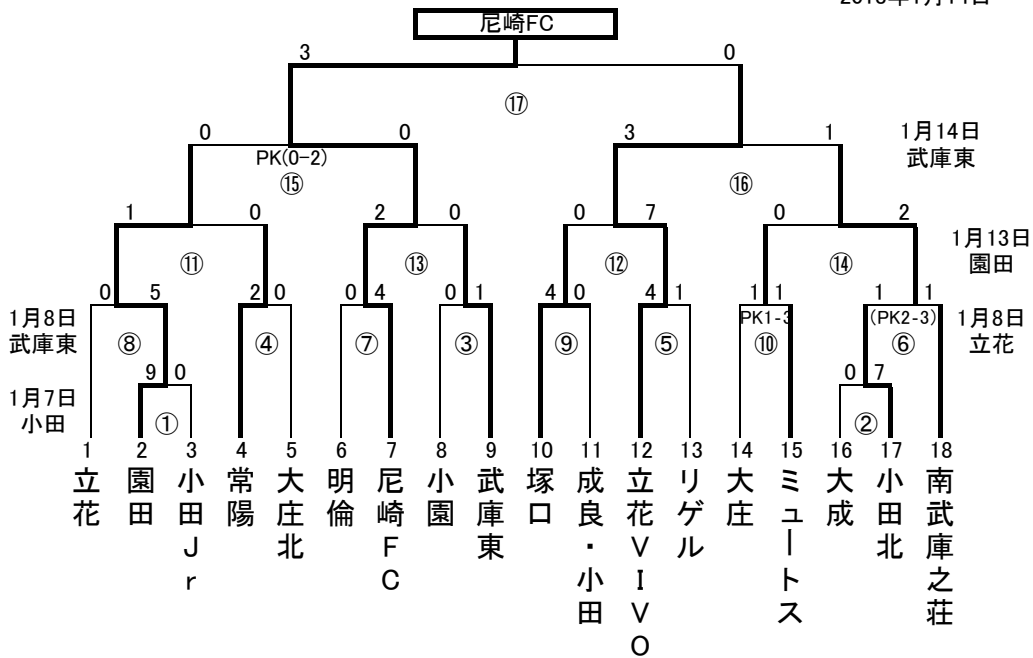 尼崎FC
3 0
⑰
0 0 3 1 1月14日
PK(0-2) 武庫東
⑮ ⑯
1 0 2 0 0 7 0 2
1月13日
⑪ ⑬ ⑫ ⑭ 園田
0 5 2 0 0 4 0 1 4 0 4 1 1 1 1 1
1月8日 PK1-3 (PK2-3) 1月8日
武庫東 ⑧ ④ ⑦ ③ ⑨ ⑤ ⑩ ⑥ 立花
9 0 0 7
1月7日
小田 ① ②
1 2 3 4 5 6 7 8 9 10 11 12 13 14 15 16 17 18
立花
園田
小田Jr
常陽
大庄北
明倫
尼崎FC
小園
武庫東
塚口
成良・小田
立花VIVO
リゲル
大庄
ミュートス
大成
小田北
南武庫之荘